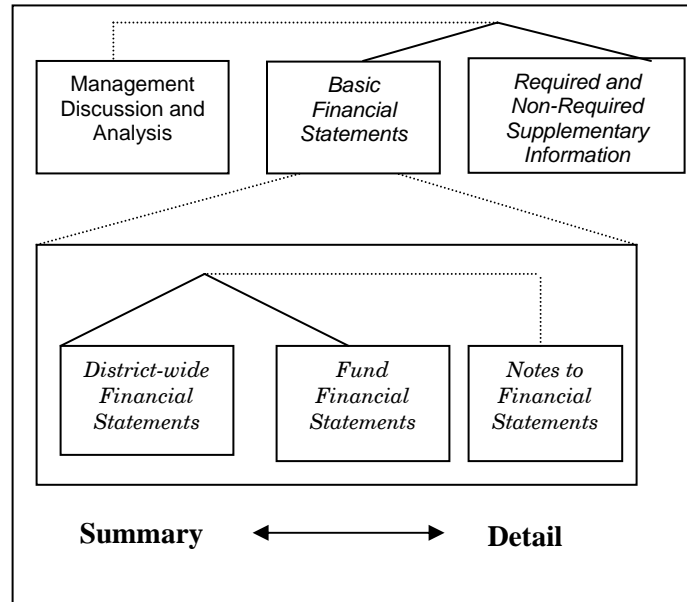 Management
Discussion and
Analysis
Basic
Financial
Statements
Required and
Non-Required
Supplementary
Information
District-wide
Financial
Statements
Fund
Financial
Statements
Notes to
Financial
Statements
Summary
Detail